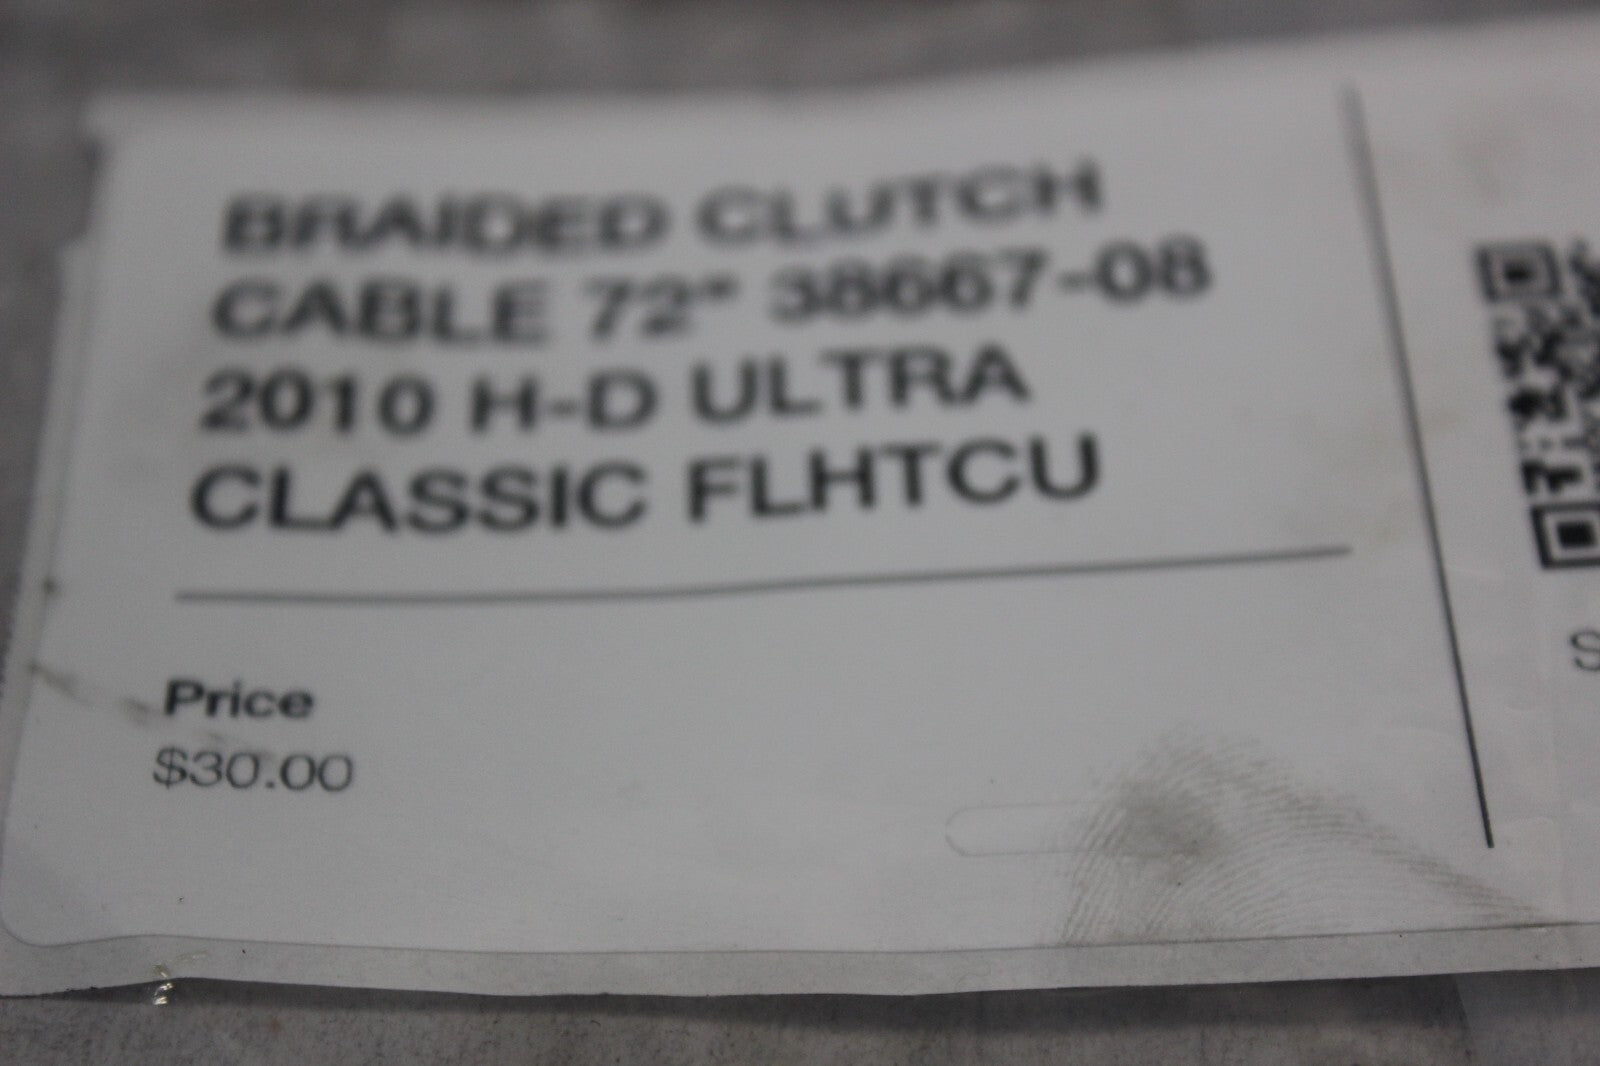 BRAIDED CLUTCH
CABLE 72" 38667-08
2010 H-D ULTRA
CLASSIC FLHTCU
Price
$30.00
S